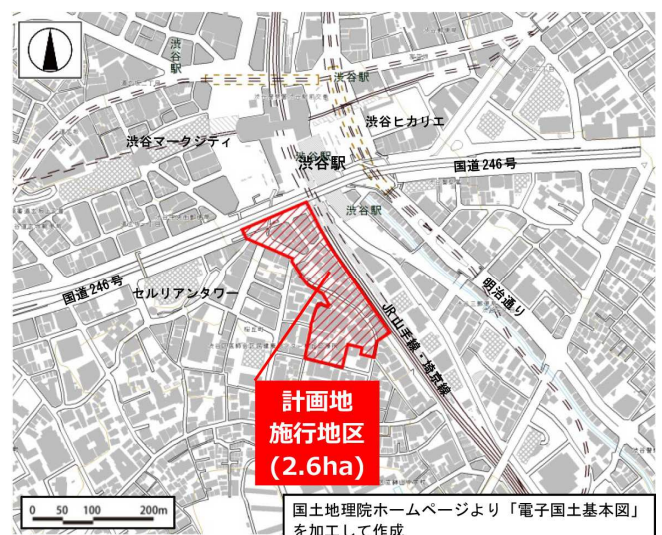 渋谷駅
渋谷駅
渋谷ヒカリエ
渋谷マークシティ
渋谷駅
国道246号
渋谷駅
国道246号
セルリアンタワー
明治通り
桜丘町
JR山手線・埼京線
計画地
施行地区
(2.6ha)
0 50 100 200m
国土地理院ホームページより「電子国土基本図」
を加工して作成